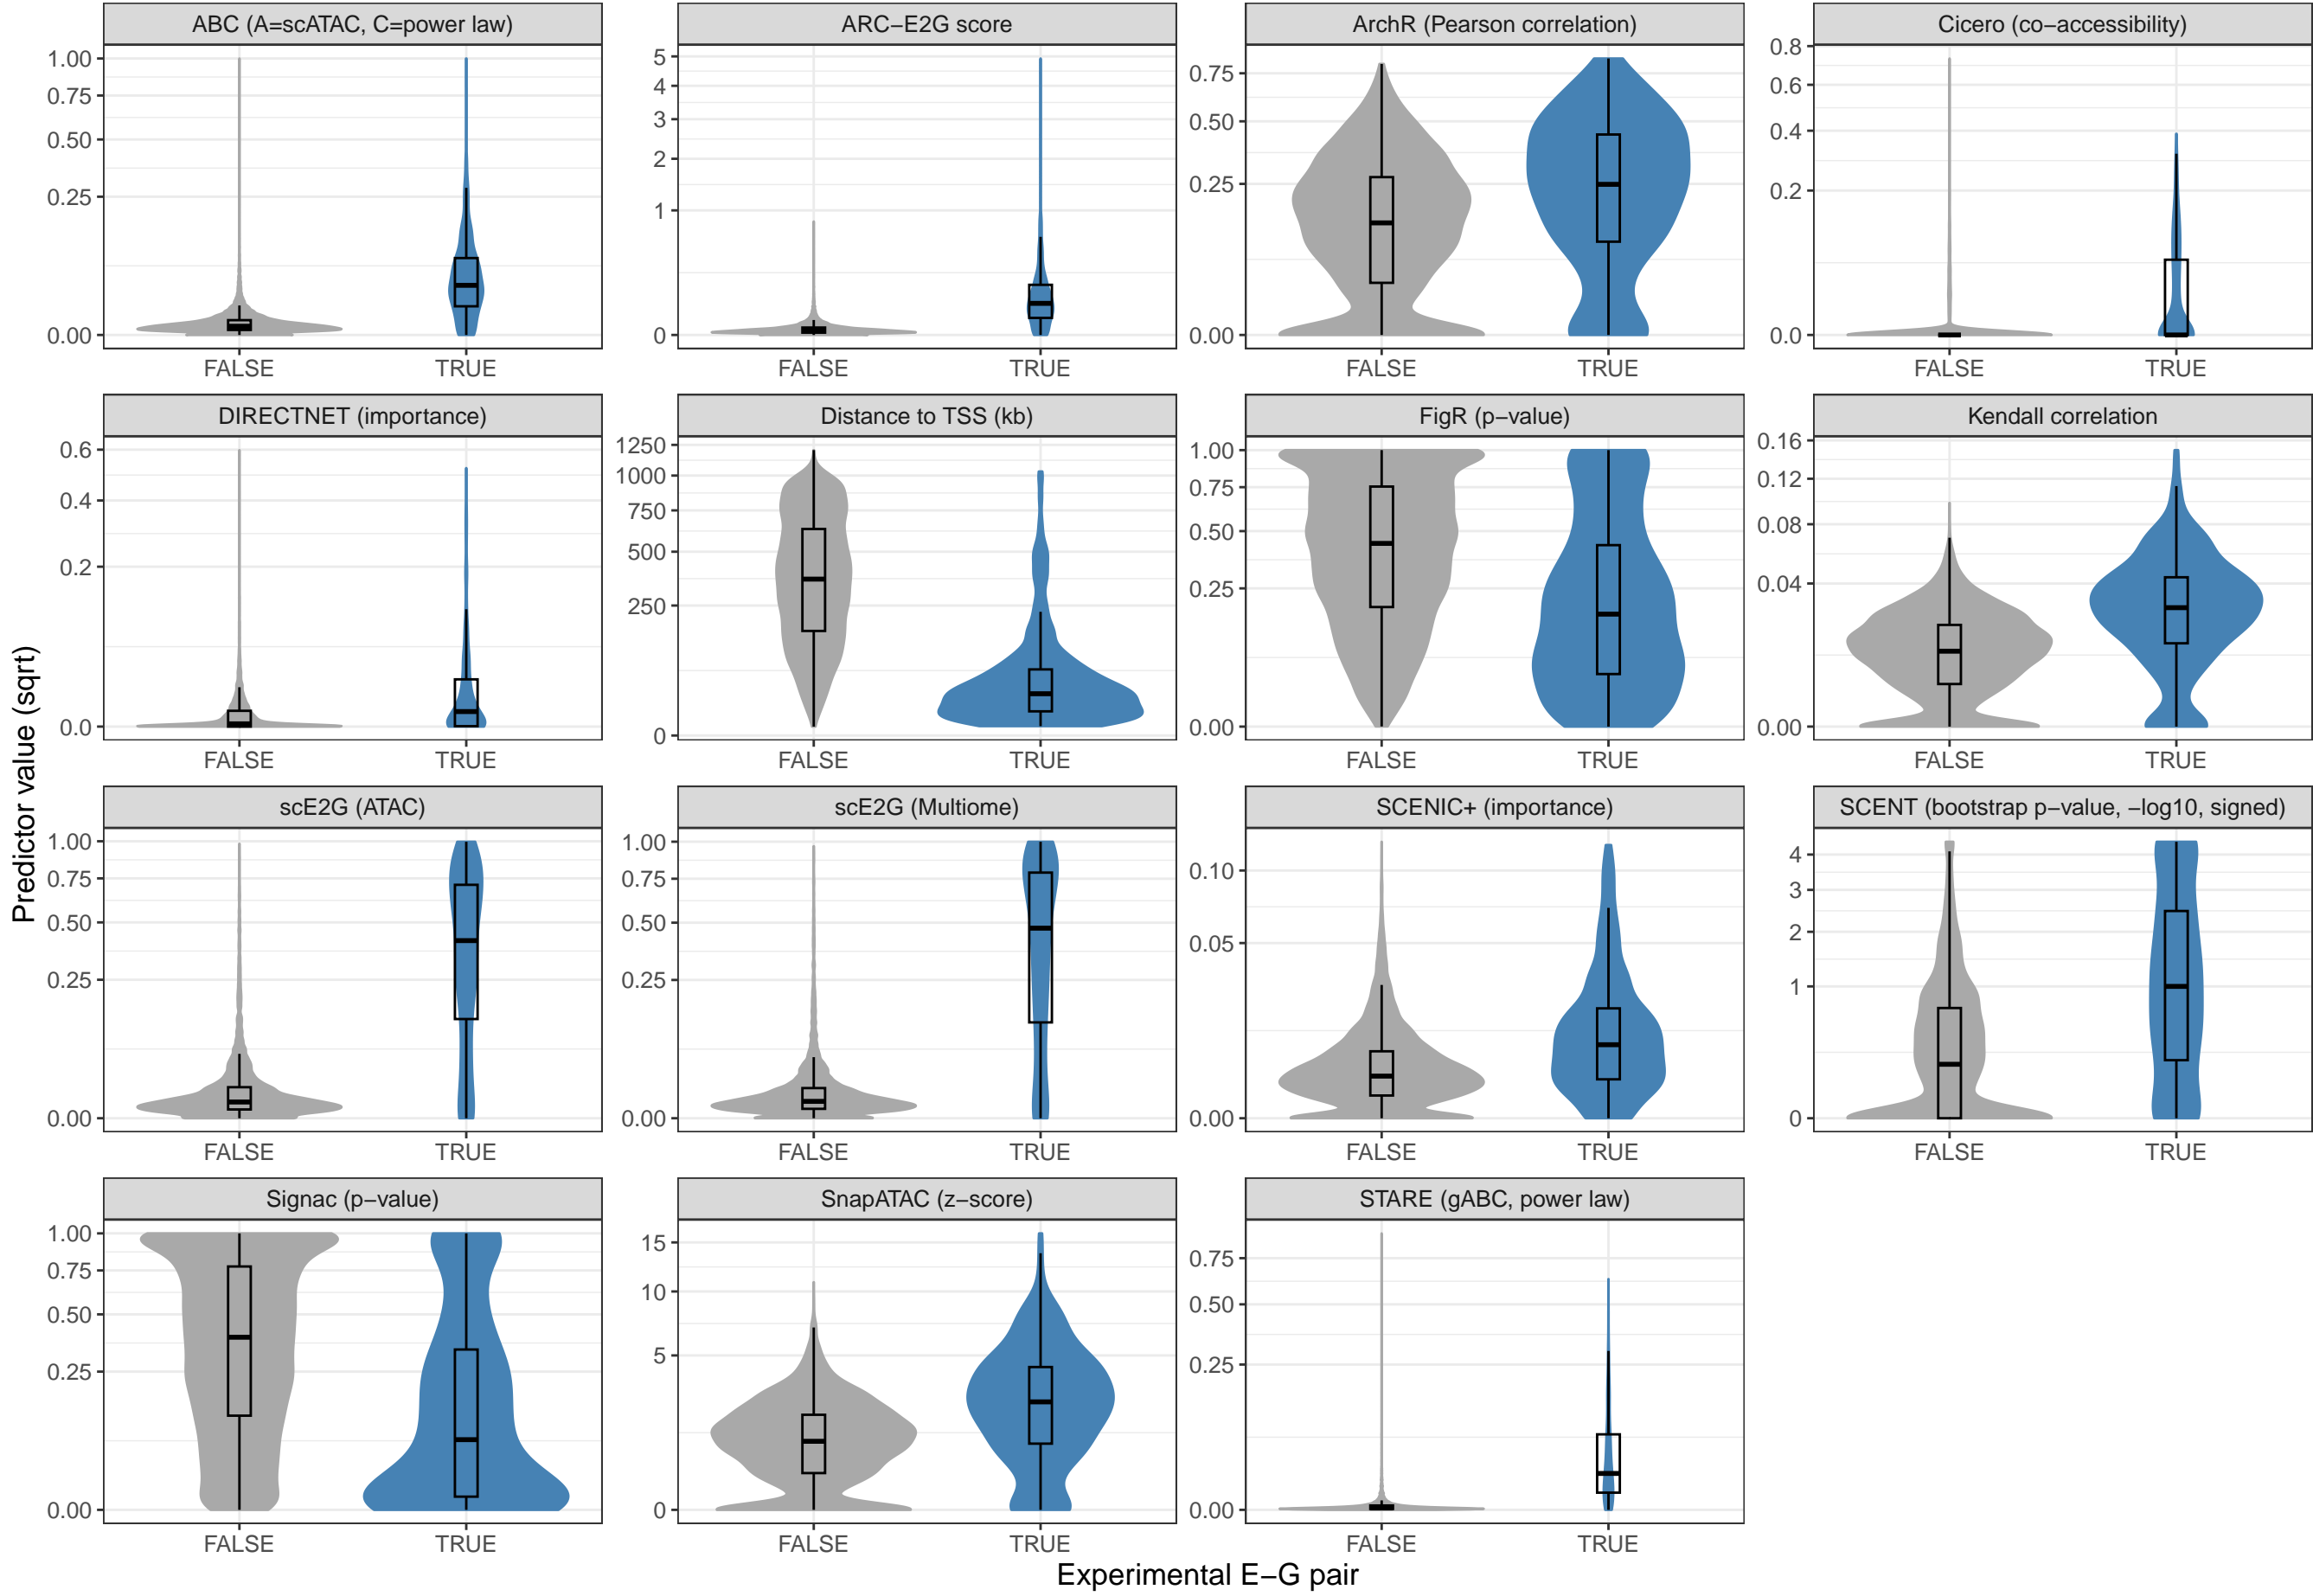 ABC (A=scATAC, C=power law)
ARC−E2G score
ArchR (Pearson correlation)
Cicero (co−accessibility)
1.00
0.75
0.50
0.25
0.00
5
4
3
2
1
0
0.75
0.50
0.25
0.00
0.8
0.6
0.4
0.2
0.0
FALSE
TRUE
FALSE
TRUE
FALSE
TRUE
FALSE
TRUE
DIRECTNET (importance)
Distance to TSS (kb)
FigR (p−value)
Kendall correlation
0.6
0.4
0.2
0.0
1250
1000
750
500
250
0
1.00
0.75
0.50
0.25
0.00
0.16
0.12
0.08
0.04
0.00
FALSE
TRUE
FALSE
TRUE
FALSE
TRUE
FALSE
TRUE
Predictor value (sqrt)
scE2G (ATAC)
scE2G (Multiome)
SCENIC+ (importance)
SCENT (bootstrap p−value, −log10, signed)
1.00
0.75
0.50
0.25
0.00
1.00
0.75
0.50
0.25
0.00
0.10
0.05
0.00
4
3
2
1
0
FALSE
TRUE
FALSE
TRUE
FALSE
TRUE
FALSE
TRUE
Signac (p−value)
SnapATAC (z−score)
STARE (gABC, power law)
1.00
0.75
0.50
0.25
0.00
15
10
5
0
0.75
0.50
0.25
0.00
FALSE
TRUE
FALSE
TRUE
FALSE
TRUE
Experimental E−G pair